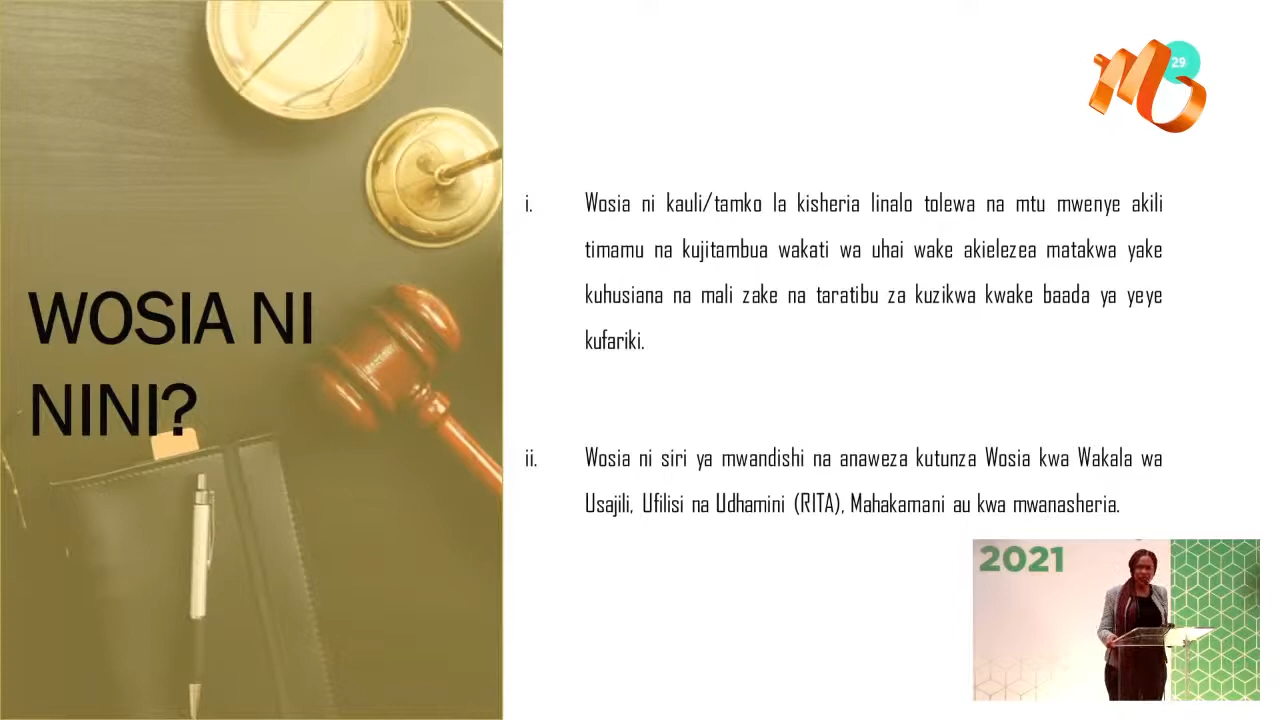 29
WOSIA NI
NINI?
i. Wosia ni kauli/tamko la kisheria linalo tolewa na mtu mwenye akili
timamu na kujitambua wakati wa uhai wake akielezea matakwa yake
kuhusiana na mali zake na taratibu za kuzikwa kwake baada ya yeye
kufariki.
ii. Wosia ni siri ya mwandishi na anaweza kutunza Wosia kwa Wakala wa
Usajili, Ufilisi na Udhamini (RITA), Mahakamani au kwa mwanasheria.
2021